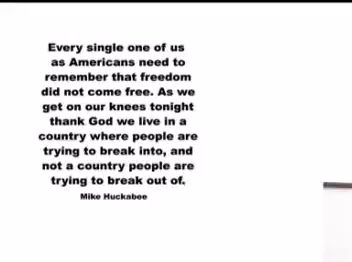 Every single one of us
as Americans need to
remember that freedom
did not come free. As we
get on our knees tonight
thank God we live in a
country where people are
trying to break into, and
not a country people are
trying to break out of.
Mike Huckabee